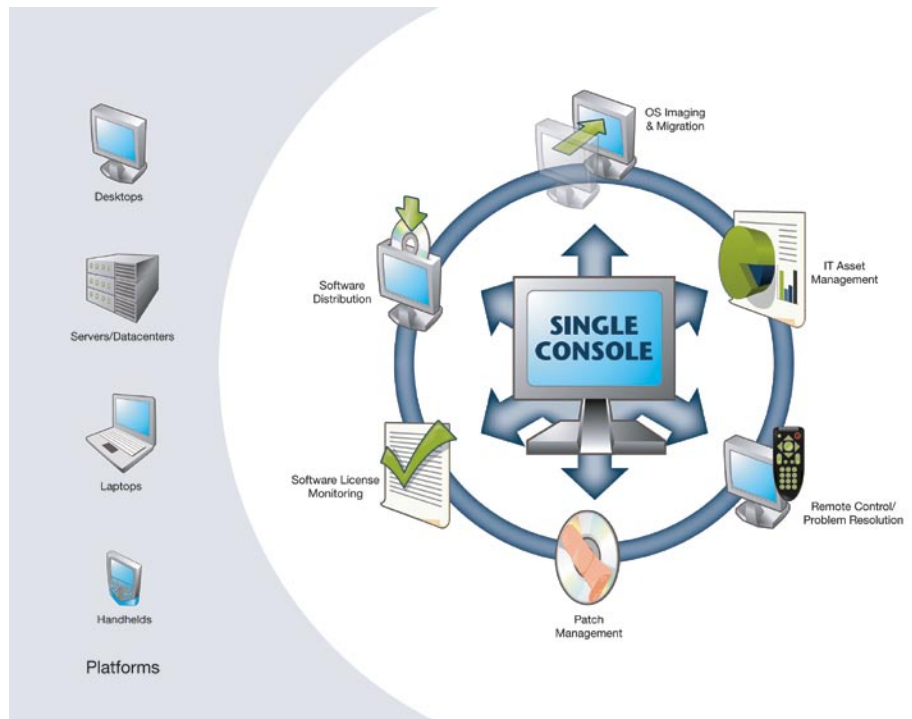 Desktops
Servers/Datacenters
Laptops
Handhelds
Platforms
OS Imaging
& Migration
IT Asset
Management
Remote Control/
Problem Resolution
Patch
Management
Software License
Monitoring
Software
Distribution
SINGLE
CONSOLE